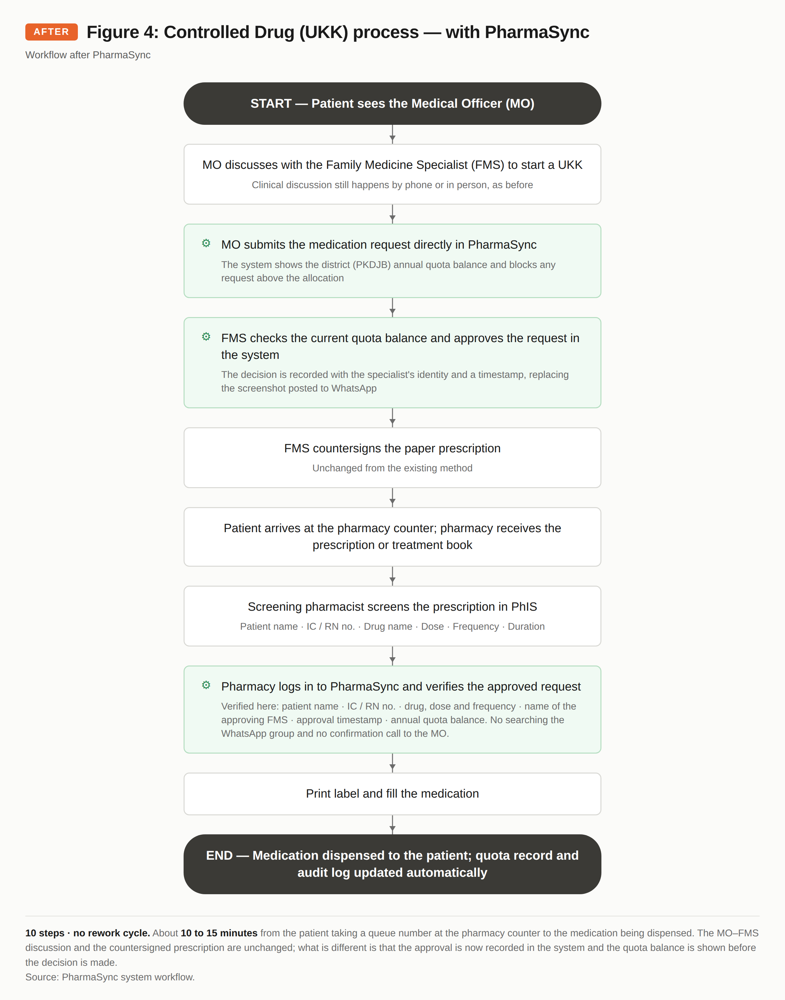 AFTER
Figure 4: Controlled Drug (UKK) process — with PharmaSync
Workflow after PharmaSync
START — Patient sees the Medical Officer (MO)
MO discusses with the Family Medicine Specialist (FMS) to start a UKK
Clinical discussion still happens by phone or in person, as before
MO submits the medication request directly in PharmaSync
The system shows the district (PKDJB) annual quota balance and blocks any
request above the allocation
FMS checks the current quota balance and approves the request in
the system
The decision is recorded with the specialist's identity and a timestamp, replacing
the screenshot posted to WhatsApp
FMS countersigns the paper prescription
Unchanged from the existing method
Patient arrives at the pharmacy counter; pharmacy receives the
prescription or treatment book
Screening pharmacist screens the prescription in PhIS
Patient name · IC / RN no. · Drug name · Dose · Frequency · Duration
Pharmacy logs in to PharmaSync and verifies the approved request
Verified here: patient name · IC / RN no. · drug, dose and frequency · name of the
approving FMS · approval timestamp · annual quota balance. No searching the
WhatsApp group and no confirmation call to the MO.
Print label and fill the medication
END — Medication dispensed to the patient; quota record and
audit log updated automatically
10 steps · no rework cycle. About 10 to 15 minutes from the patient taking a queue number at the pharmacy counter to the medication being dispensed. The MO–FMS
discussion and the countersigned prescription are unchanged; what is different is that the approval is now recorded in the system and the quota balance is shown before
the decision is made.
Source: PharmaSync system workflow.